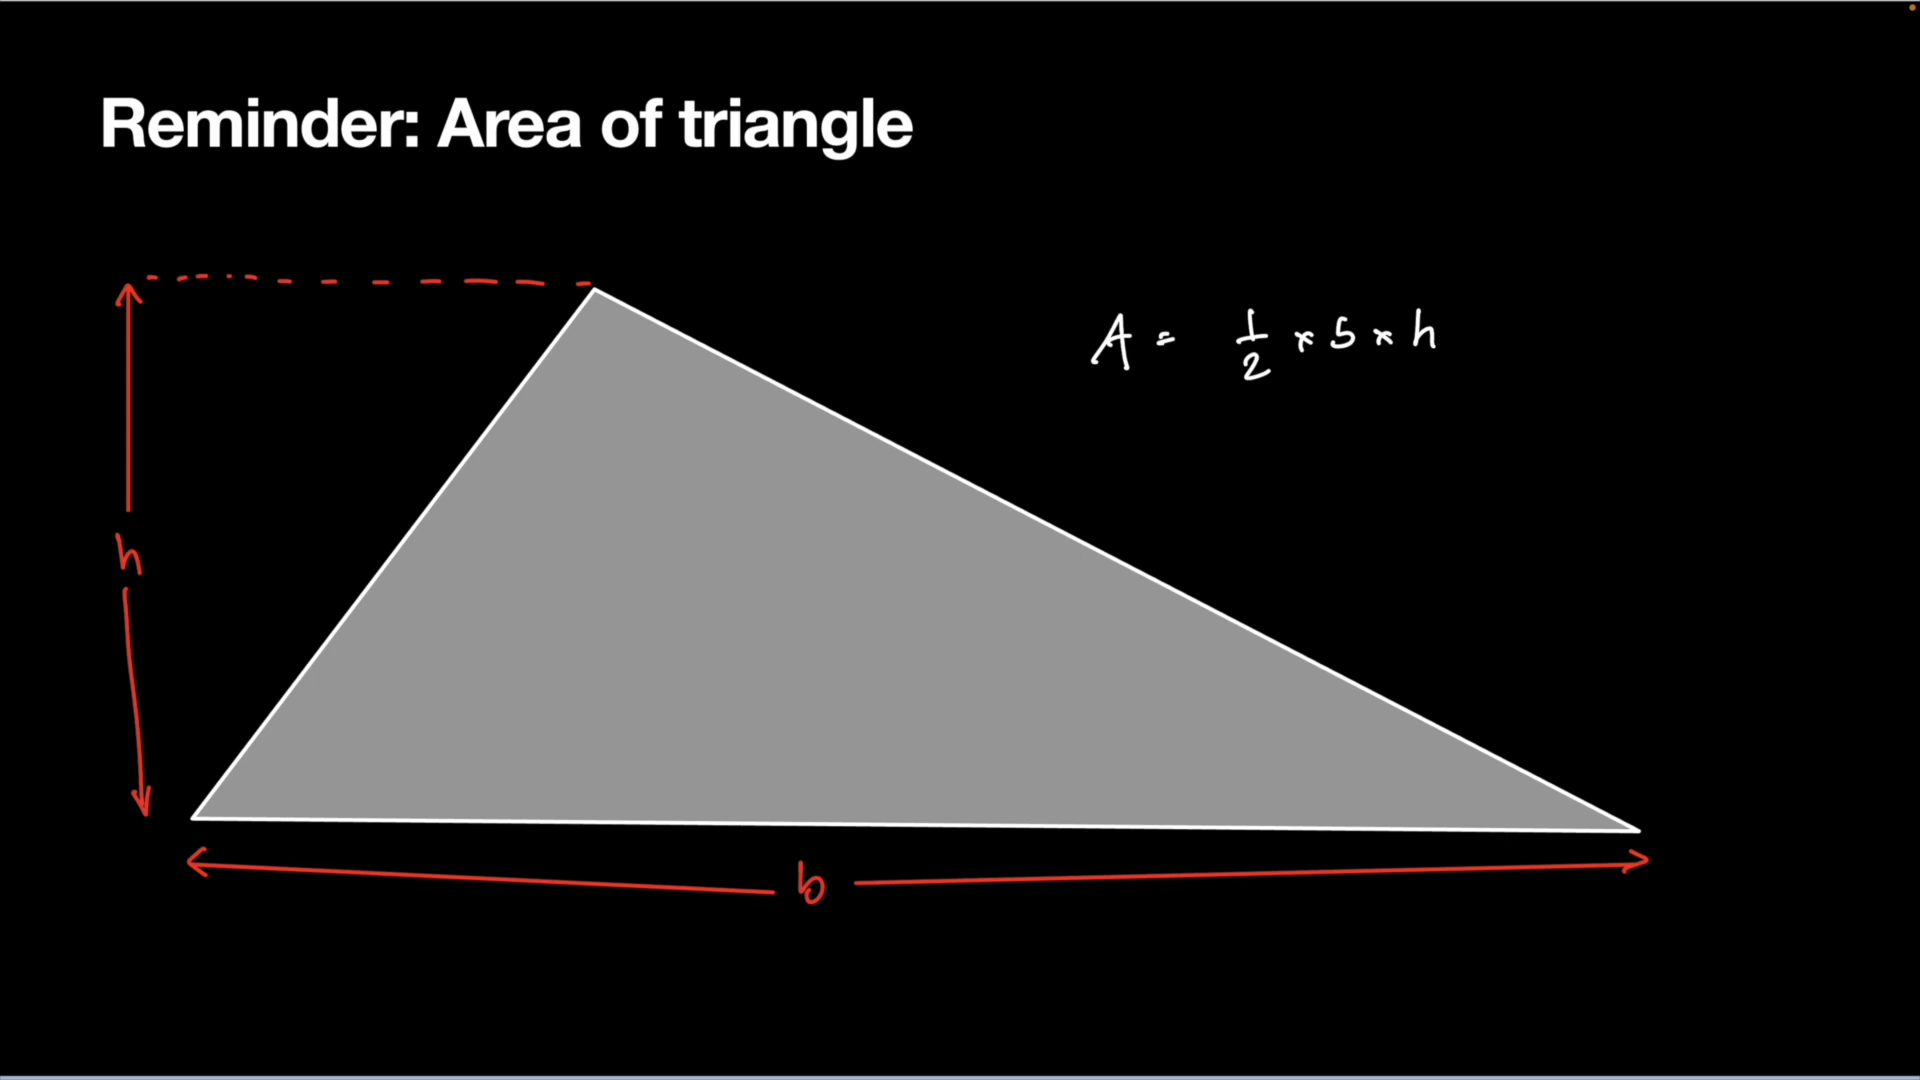 Reminder: Area of triangle
A = 1/2 × 5 × h
h
b